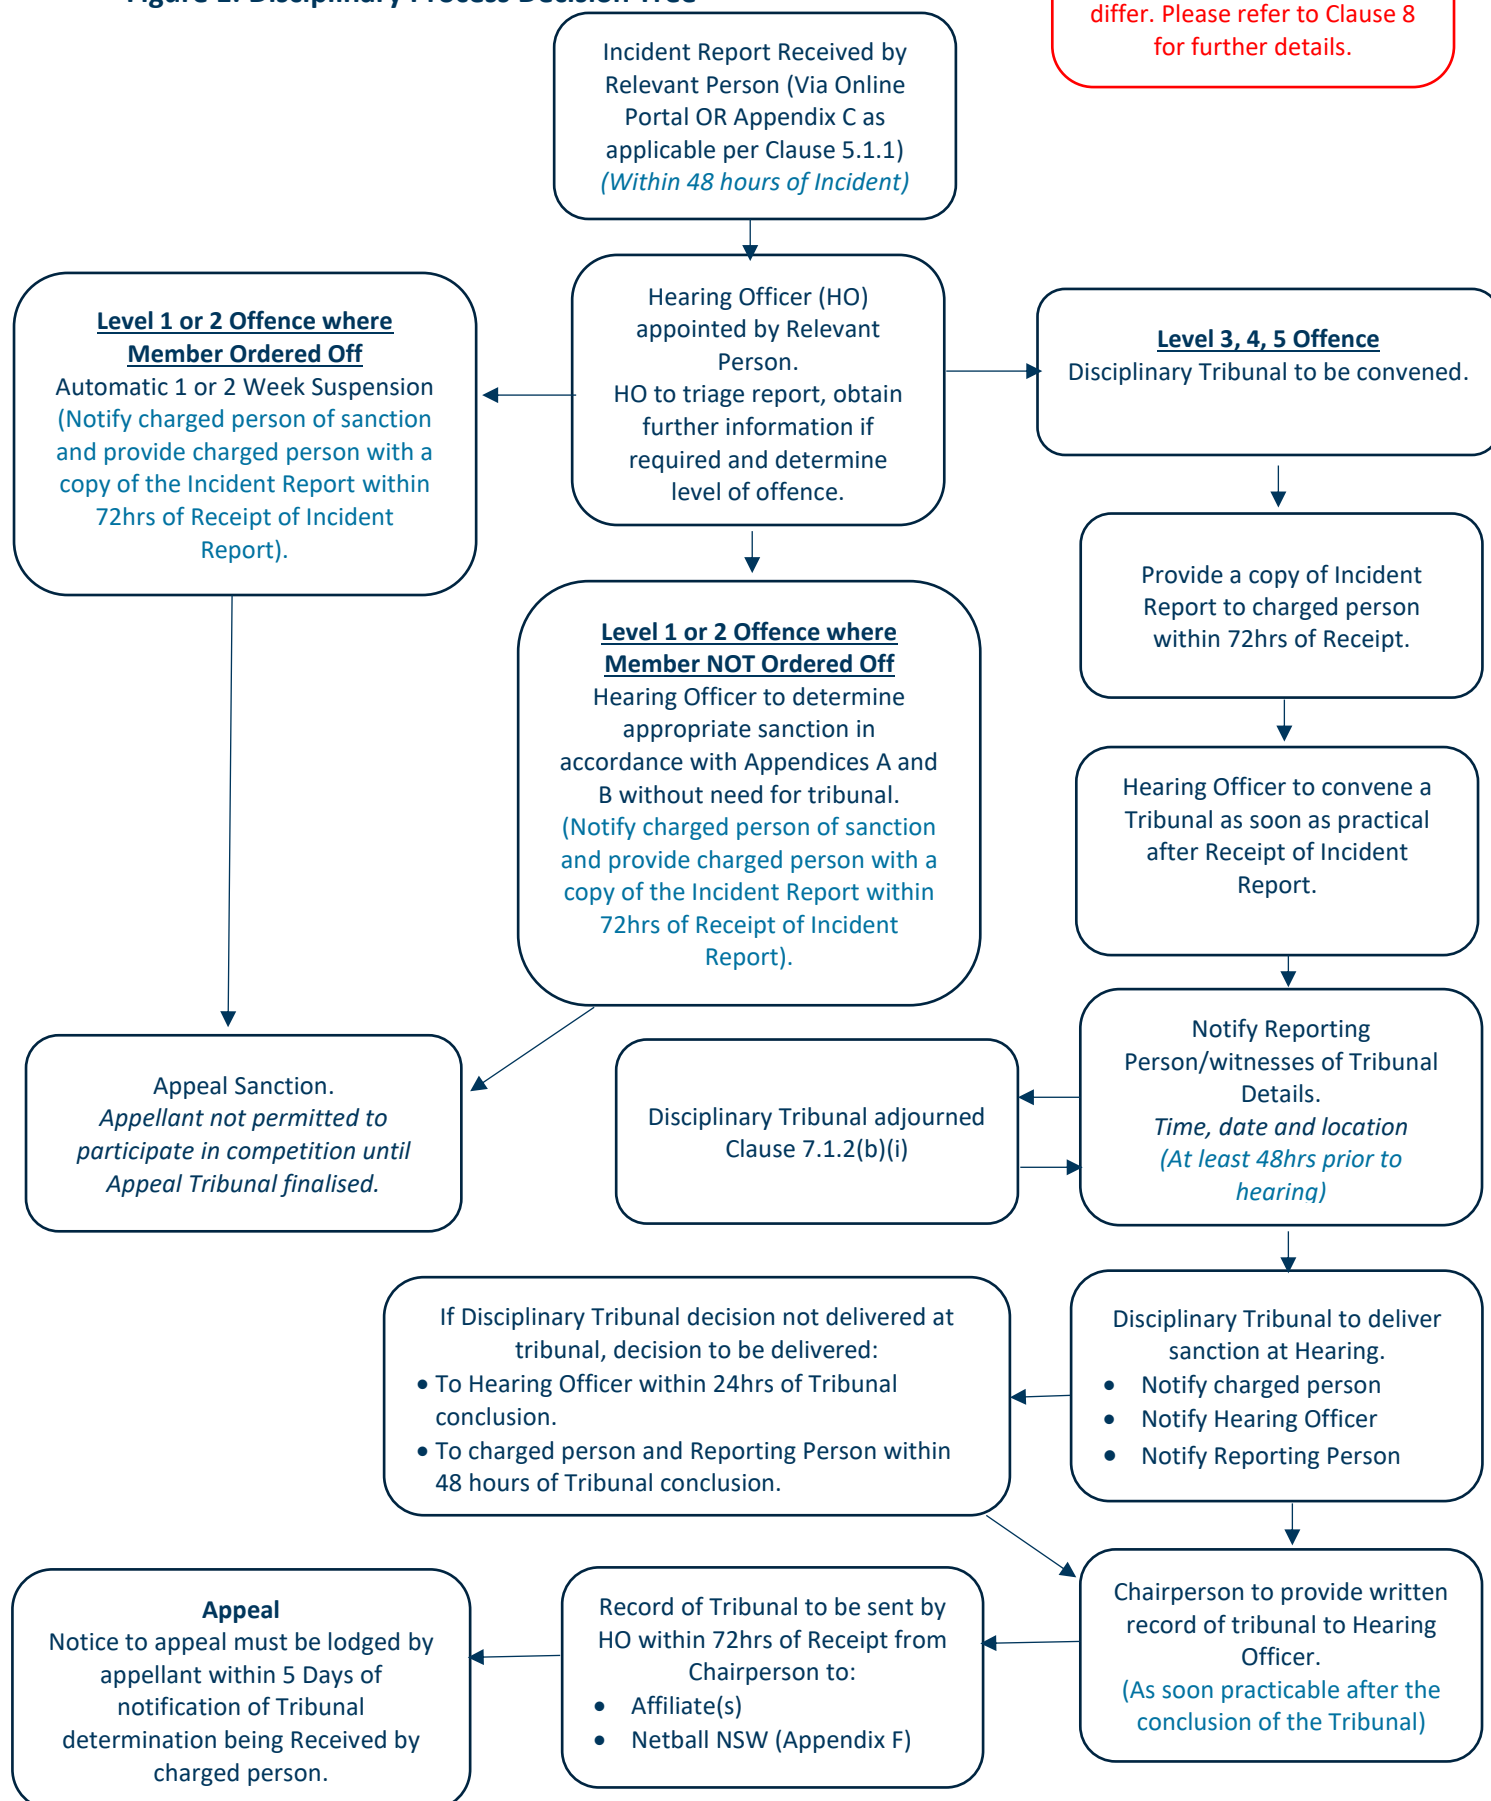 Figure 1: Disciplinary Process Decision Tree
differ. Please refer to Clause 8
for further details.
Incident Report Received by
Relevant Person (Via Online
Portal OR Appendix C as
applicable per Clause 5.1.1)
(Within 48 hours of Incident)
Level 1 or 2 Offence where
Member Ordered Off
Automatic 1 or 2 Week Suspension
(Notify charged person of sanction
and provide charged person with a
copy of the Incident Report within
72hrs of Receipt of Incident
Report).
Hearing Officer (HO)
appointed by Relevant
Person.
HO to triage report, obtain
further information if
required and determine
level of offence.
Level 3, 4, 5 Offence
Disciplinary Tribunal to be convened.
Provide a copy of Incident
Report to charged person
within 72hrs of Receipt.
Level 1 or 2 Offence where
Member NOT Ordered Off
Hearing Officer to determine
appropriate sanction in
accordance with Appendices A and
B without need for tribunal.
(Notify charged person of sanction
and provide charged person with a
copy of the Incident Report within
72hrs of Receipt of Incident
Report).
Hearing Officer to convene a
Tribunal as soon as practical
after Receipt of Incident
Report.
Appeal Sanction.
Appellant not permitted to
participate in competition until
Appeal Tribunal finalised.
Disciplinary Tribunal adjourned
Clause 7.1.2(b)(i)
Notify Reporting
Person/witnesses of Tribunal
Details.
Time, date and location
(At least 48hrs prior to
hearing)
If Disciplinary Tribunal decision not delivered at
tribunal, decision to be delivered:
• To Hearing Officer within 24hrs of Tribunal
conclusion.
• To charged person and Reporting Person within
48 hours of Tribunal conclusion.
Disciplinary Tribunal to deliver
sanction at Hearing.
• Notify charged person
• Notify Hearing Officer
• Notify Reporting Person
Appeal
Notice to appeal must be lodged by
appellant within 5 Days of
notification of Tribunal
determination being Received by
charged person.
Record of Tribunal to be sent by
HO within 72hrs of Receipt from
Chairperson to:
• Affiliate(s)
• Netball NSW (Appendix F)
Chairperson to provide written
record of tribunal to Hearing
Officer.
(As soon practicable after the
conclusion of the Tribunal)